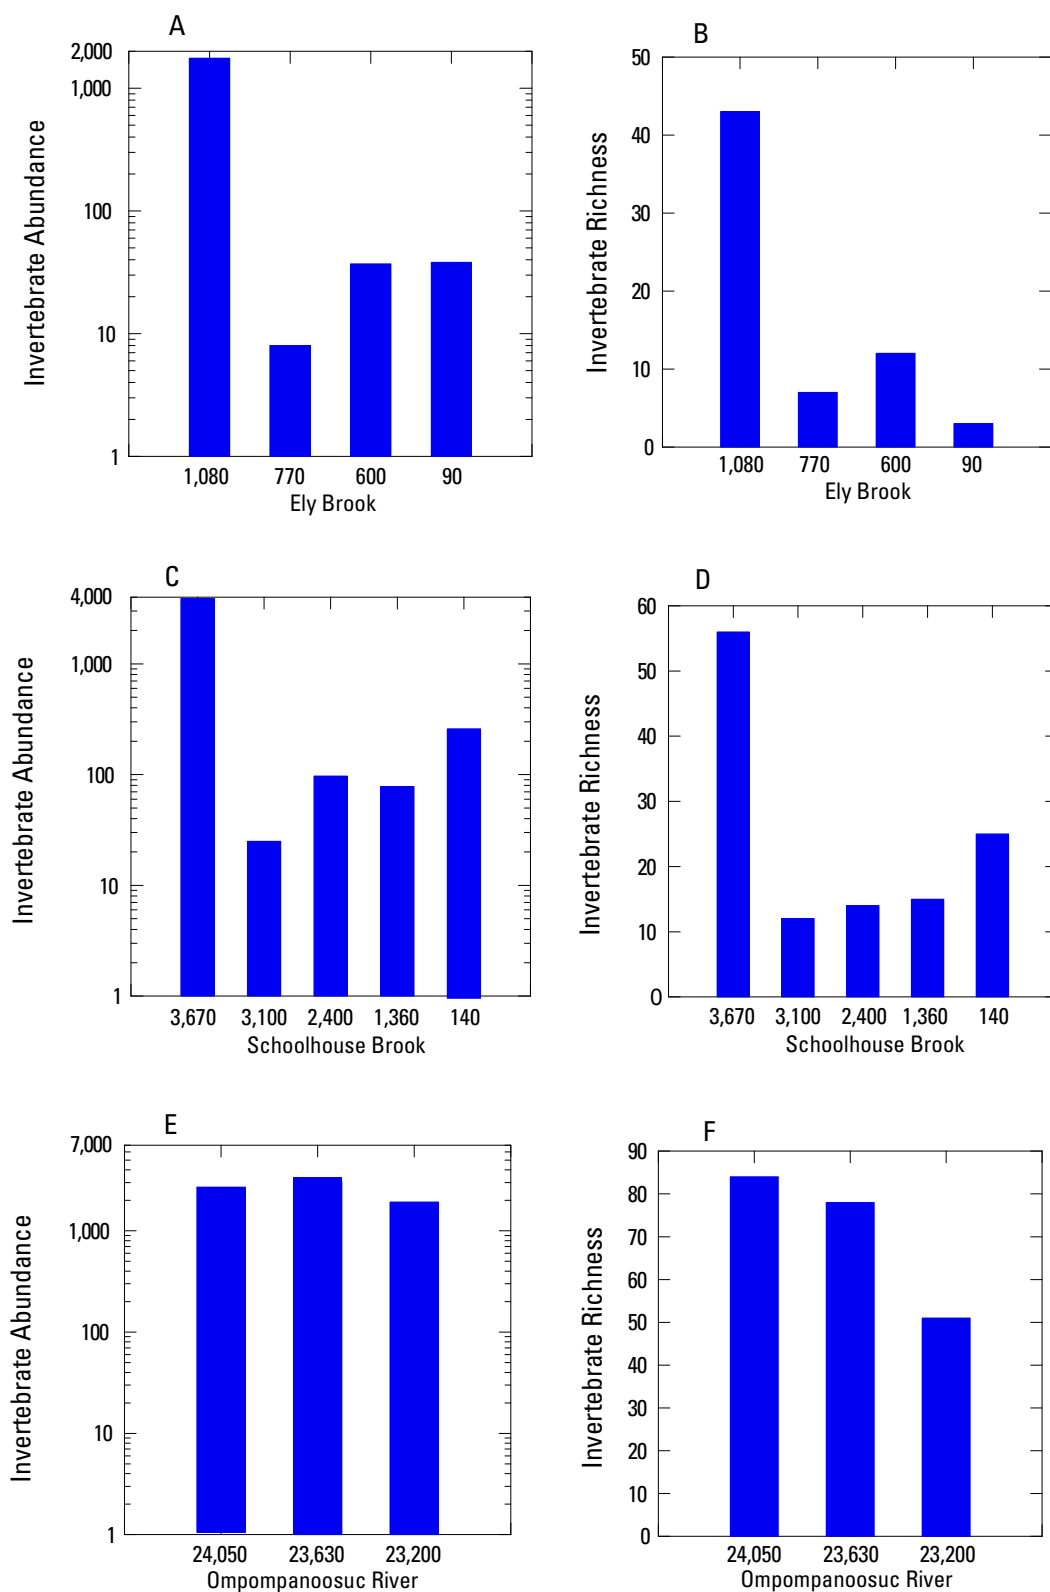 A
Invertebrate Abundance
2,000
1,000
100
10
1
1,080 770 600 90
Ely Brook
B
Invertebrate Richness
50
40
30
20
10
0
1,080 770 600 90
Ely Brook
C
Invertebrate Abundance
4,000
1,000
100
10
1
3,670 3,100 2,400 1,360 140
Schoolhouse Brook
D
Invertebrate Richness
60
50
40
30
20
10
0
3,670 3,100 2,400 1,360 140
Schoolhouse Brook
E
Invertebrate Abundance
7,000
1,000
100
10
1
24,050 23,630 23,200
Ompompanoosuc River
F
Invertebrate Richness
90
80
70
60
50
40
30
20
10
0
24,050 23,630 23,200
Ompompanoosuc River